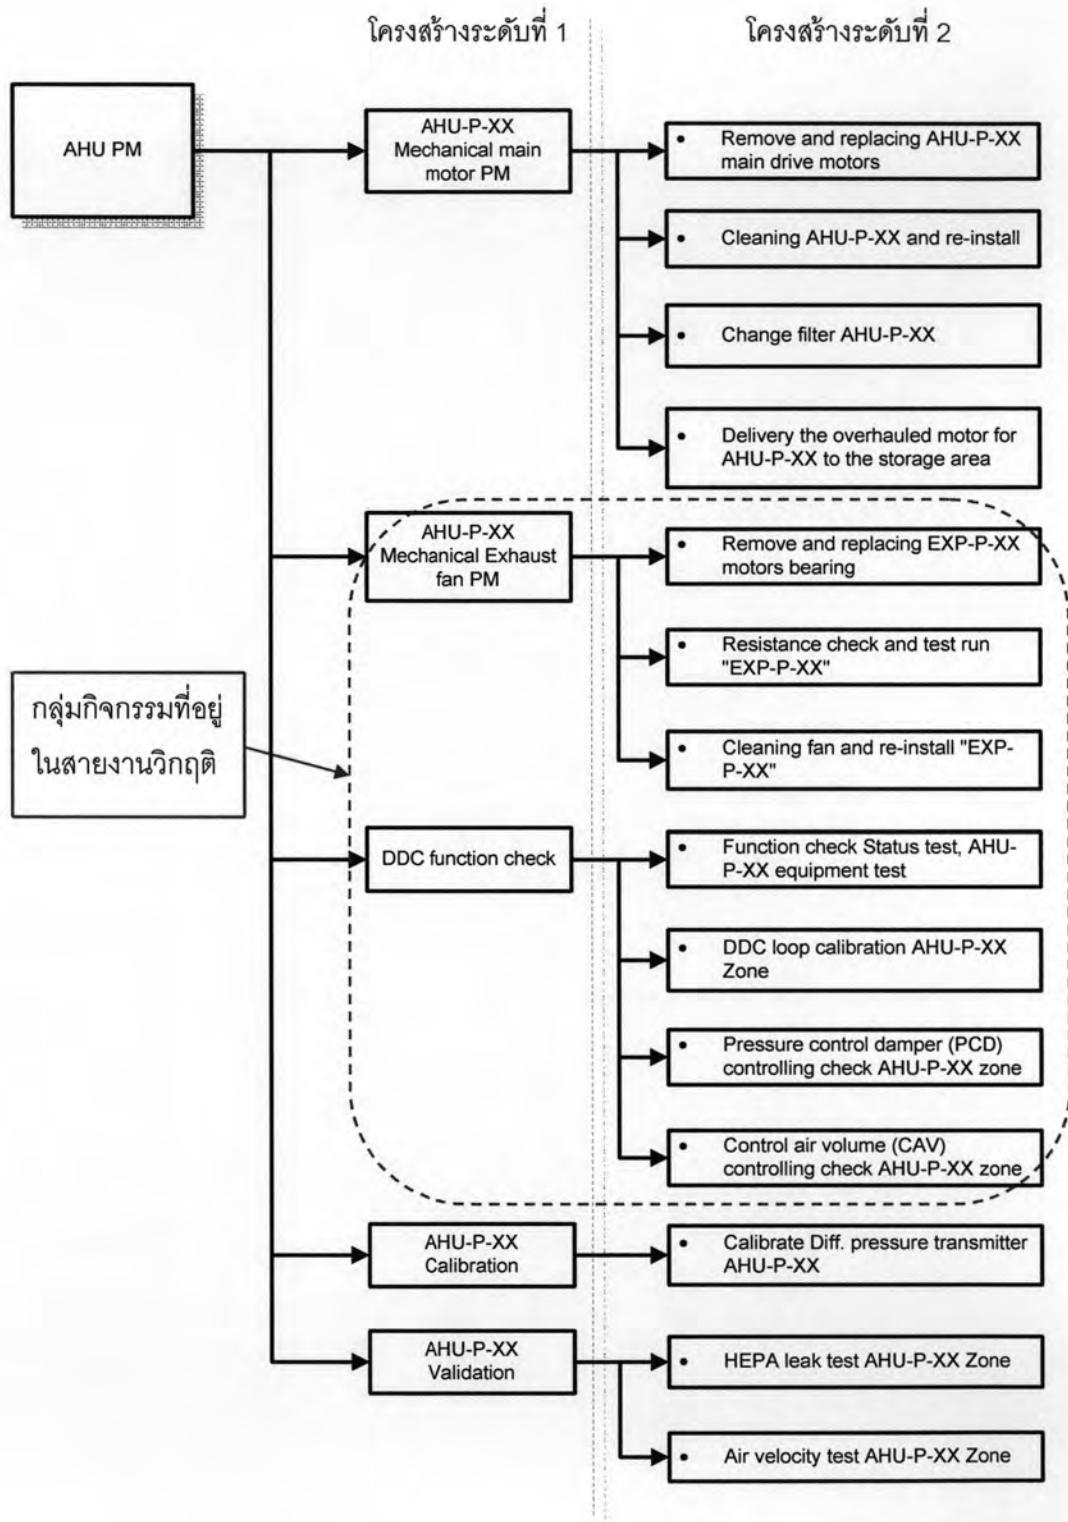 โครงสร้างระดับที่ 1
โครงสร้างระดับที่ 2
AHU PM
AHU-P-XX
Mechanical main
motor PM
• Remove and replacing AHU-P-XX
main drive motors
• Cleaning AHU-P-XX and re-install
• Change filter AHU-P-XX
• Delivery the overhauled motor for
AHU-P-XX to the storage area
AHU-P-XX
Mechanical Exhaust
fan PM
• Remove and replacing EXP-P-XX
motors bearing
• Resistance check and test run
"EXP-P-XX"
• Cleaning fan and re-install "EXP-
P-XX"
กลุ่มกิจกรรมที่อยู่
ในสายงานวิกฤติ
DDC function check
• Function check Status test, AHU-
P-XX equipment test
• DDC loop calibration AHU-P-XX
Zone
• Pressure control damper (PCD)
controlling check AHU-P-XX zone
• Control air volume (CAV)
controlling check AHU-P-XX zone
AHU-P-XX
Calibration
• Calibrate Diff. pressure transmitter
AHU-P-XX
AHU-P-XX
Validation
• HEPA leak test AHU-P-XX Zone
• Air velocity test AHU-P-XX Zone